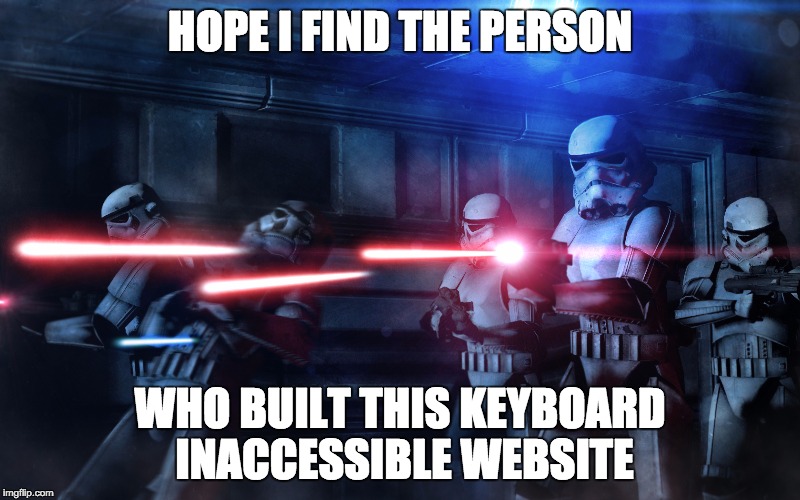 HOPE I FIND THE PERSON
WHO BUILT THIS KEYBOARD
INACCESSIBLE WEBSITE
imgflip.com